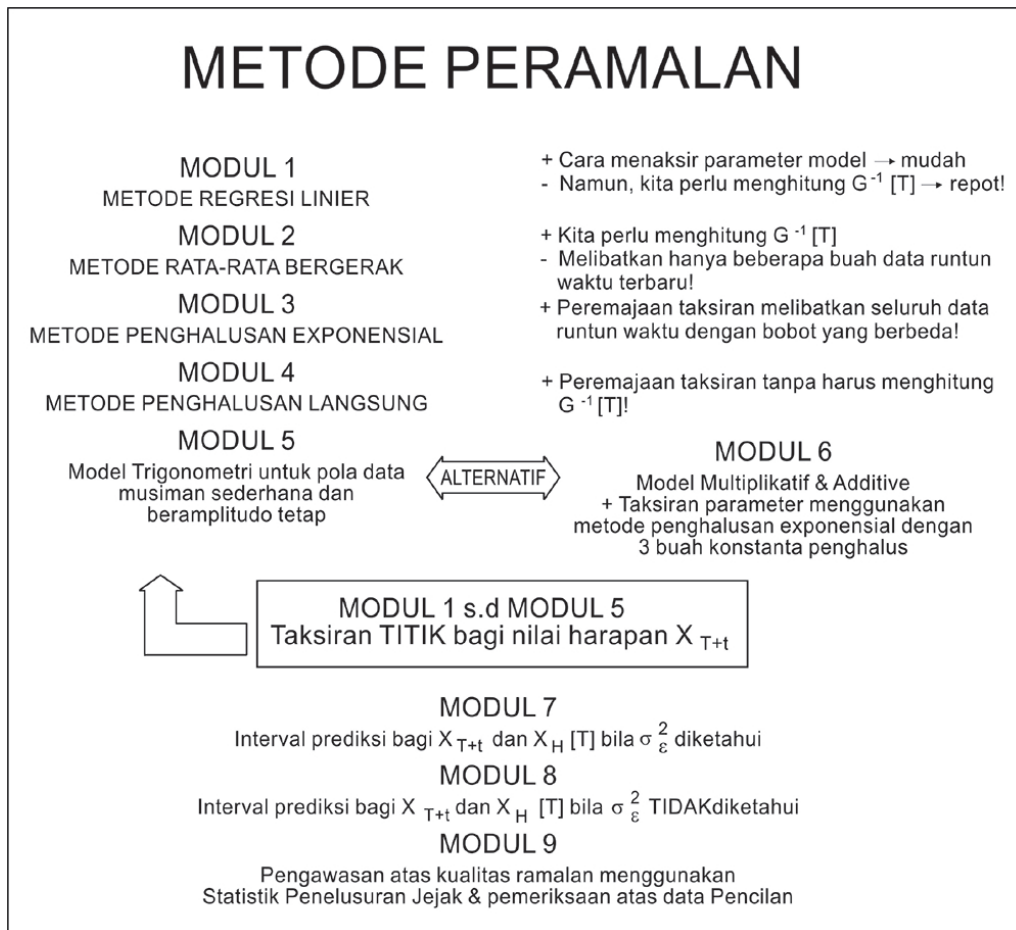 METODE PERAMALAN
MODUL 1
METODE REGRESI LINIER
+ Cara menaksir parameter model → mudah
- Namun, kita perlu menghitung G⁻¹ [T] → repot!
MODUL 2
METODE RATA-RATA BERGERAK
+ Kita perlu menghitung G⁻¹ [T]
- Melibatkan hanya beberapa buah data runtun
waktu terbaru!
MODUL 3
METODE PENGHALUSAN EXPONENSIAL
+ Peremajaan taksiran melibatkan seluruh data
runtun waktu dengan bobot yang berbeda!
MODUL 4
METODE PENGHALUSAN LANGSUNG
+ Peremajaan taksiran tanpa harus menghitung
G⁻¹ [T]!
MODUL 5
Model Trigonometri untuk pola data
musiman sederhana dan
beramplitudo tetap
ALTERNATIF
MODUL 6
Model Multiplikatif & Additive
+ Taksiran parameter menggunakan
metode penghalusan exponensial dengan
3 buah konstanta penghalus
MODUL 1 s.d MODUL 5
Taksiran TITIK bagi nilai harapan X T+t
MODUL 7
Interval prediksi bagi X T+t dan X H [T] bila σ ε² diketahui
MODUL 8
Interval prediksi bagi X T+t dan X H [T] bila σ ε² TIDAKdiketahui
MODUL 9
Pengawasan atas kualitas ramalan menggunakan
Statistik Penelusuran Jejak & pemeriksaan atas data Pencilan